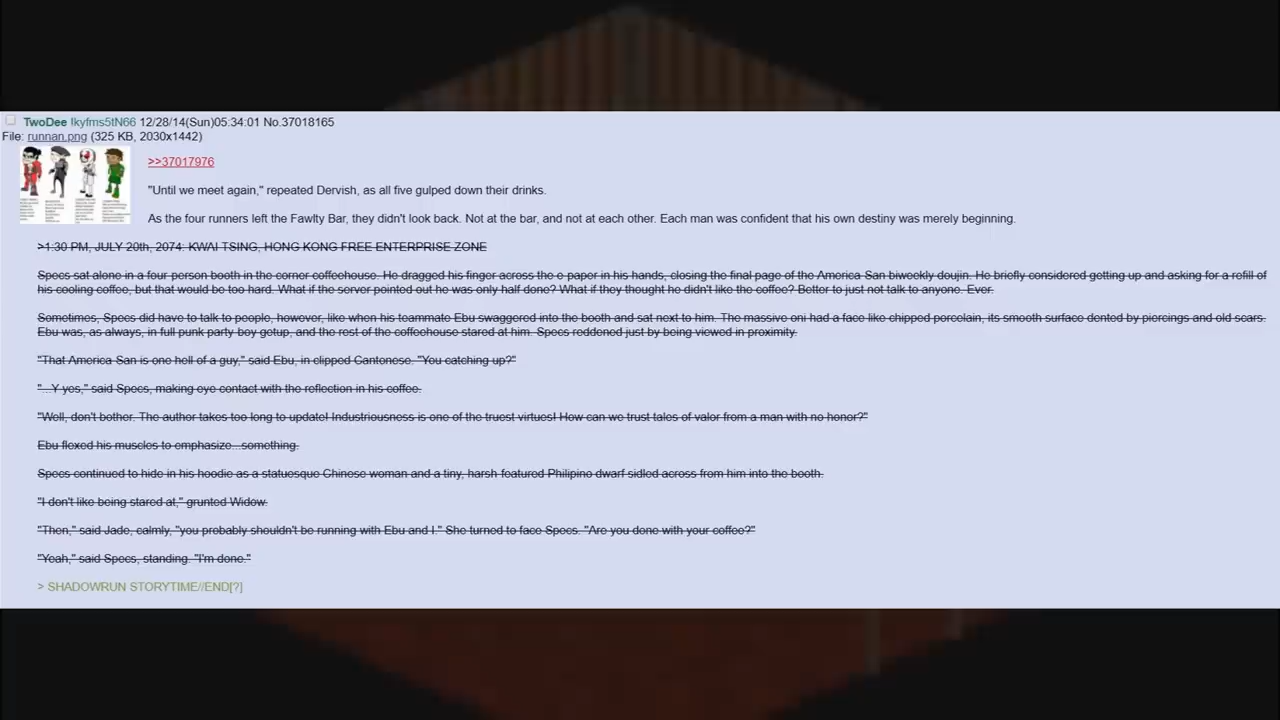 TwoDee !kyfms5tN66 12/28/14(Sun)05:34:01 No.37018165
File: runnan.png (325 KB, 2030x1442)
>>37017976
"Until we meet again," repeated Dervish, as all five gulped down their drinks.
As the four runners left the Fawlty Bar, they didn't look back. Not at the bar, and not at each other. Each man was confident that his own destiny was merely beginning.
>1:30 PM, JULY 20th, 2074: KWAI TSING, HONG KONG FREE ENTERPRISE ZONE
Specs sat alone in a four person booth in the corner coffeehouse. He dragged his finger across the e-paper in his hands, closing the final page of the America-San biweekly doujin. He briefly considered getting up and asking for a refill of
his cooling coffee, but that would be too hard. What if the server pointed out he was only half done? What if they thought he didn't like the coffee? Better to just not talk to anyone. Ever.
Sometimes, Specs did have to talk to people, however, like when his teammate Ebu swaggered into the booth and sat next to him. The massive oni had a face like chipped porcelain, its smooth surface dented by piercings and old scars.
Ebu was, as always, in full punk party boy getup, and the rest of the coffeehouse stared at him. Specs reddened just by being viewed in proximity.
"That America-San is one hell of a guy," said Ebu, in clipped Cantonese. "You catching up?"
"...Y-yes," said Specs, making eye contact with the reflection in his coffee.
"Well, don't bother. The author takes too long to update! Industriousness is one of the truest virtues! How can we trust tales of valor from a man with no honor?"
Ebu flexed his muscles to emphasize...something.
Specs continued to hide in his hoodie as a statuesque Chinese woman and a tiny, harsh-featured Philipino dwarf sidled across from him into the booth.
"I don't like being stared at," grunted Widow.
"Then," said Jade, calmly, "you probably shouldn't be running with Ebu and I." She turned to face Specs. "Are you done with your coffee?"
"Yeah," said Specs, standing. "I'm done."
> SHADOWRUN STORYTIME//END[?]